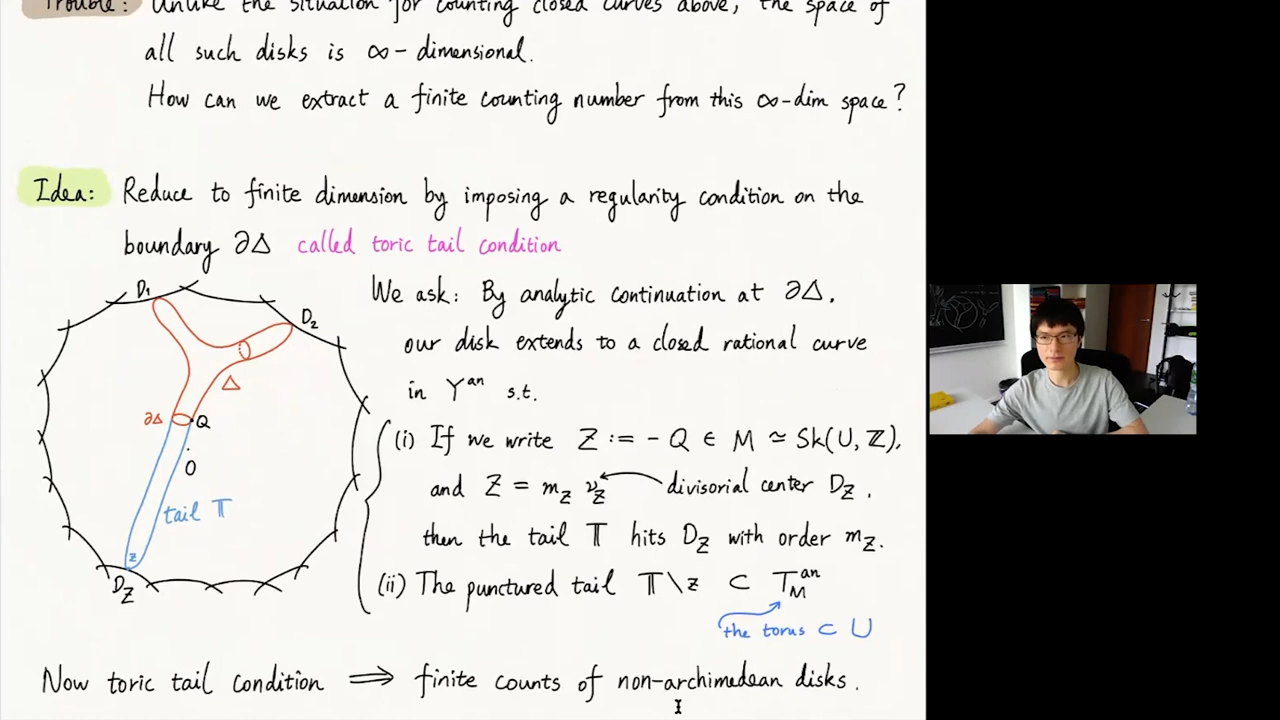 Trouble: Unlike the situation for counting closed curves above, the space of
all such disks is ∞-dimensional.
How can we extract a finite counting number from this ∞-dim space?
Idea: Reduce to finite dimension by imposing a regularity condition on the
boundary ∂Δ called toric tail condition
D₁
D₂
Δ
∂Δ
Q
O
tail 𝕋
z
D_Z
We ask: By analytic continuation at ∂Δ,
our disk extends to a closed rational curve
in Y^an s.t.
(i) If we write Z := -Q ∈ M ≃ Sk(U, ℤ),
and Z = m_Z ν_Z divisorial center D_Z,
then the tail 𝕋 hits D_Z with order m_Z.
(ii) The punctured tail 𝕋\z ⊂ T_M^an
the torus ⊂ U
Now toric tail condition ⟹ finite counts of non-archimedean disks.